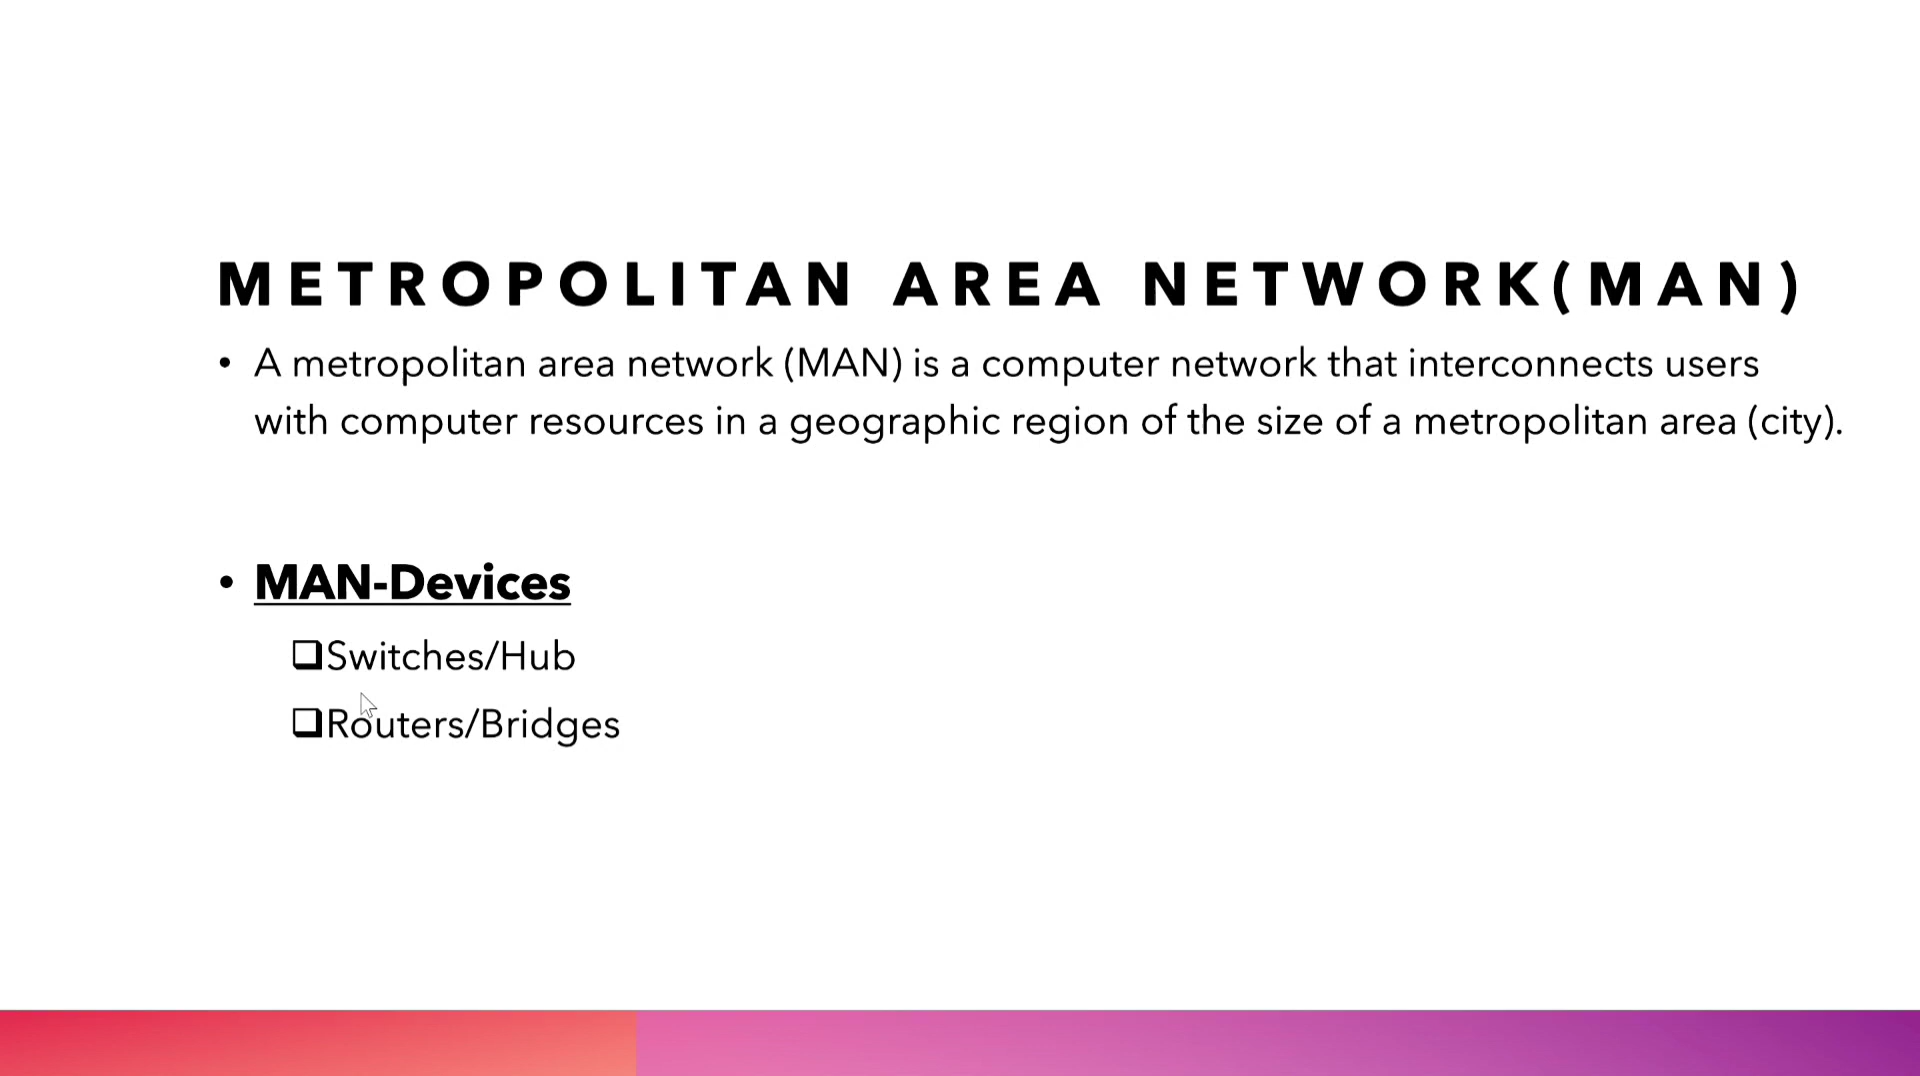 METROPOLITAN AREA NETWORK(MAN)
• A metropolitan area network (MAN) is a computer network that interconnects users
with computer resources in a geographic region of the size of a metropolitan area (city).
• MAN-Devices
❑Switches/Hub
❑Routers/Bridges